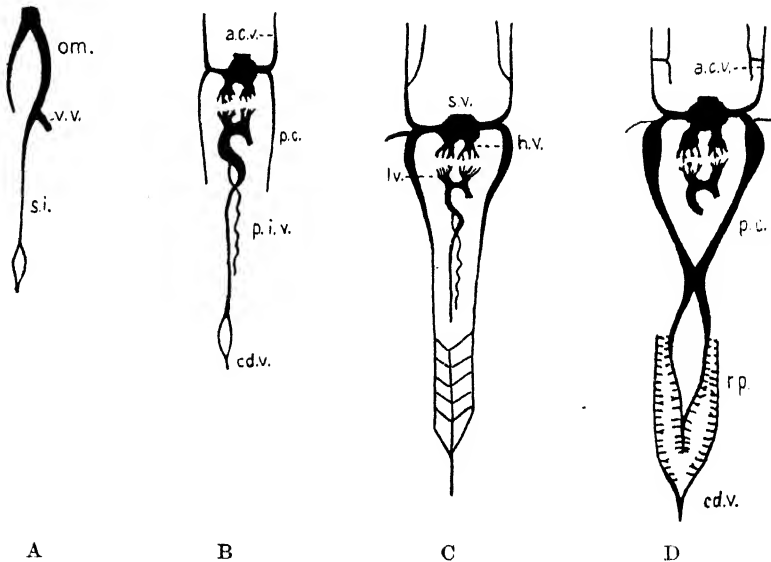 om.
v.v.
s.i.
A
a.c.v.
p.c.
p. i. v.
cd.v.
B
s.v.
h.v.
l.v.
C
a.c.v.
p.c.
r p.
cd.v.
D